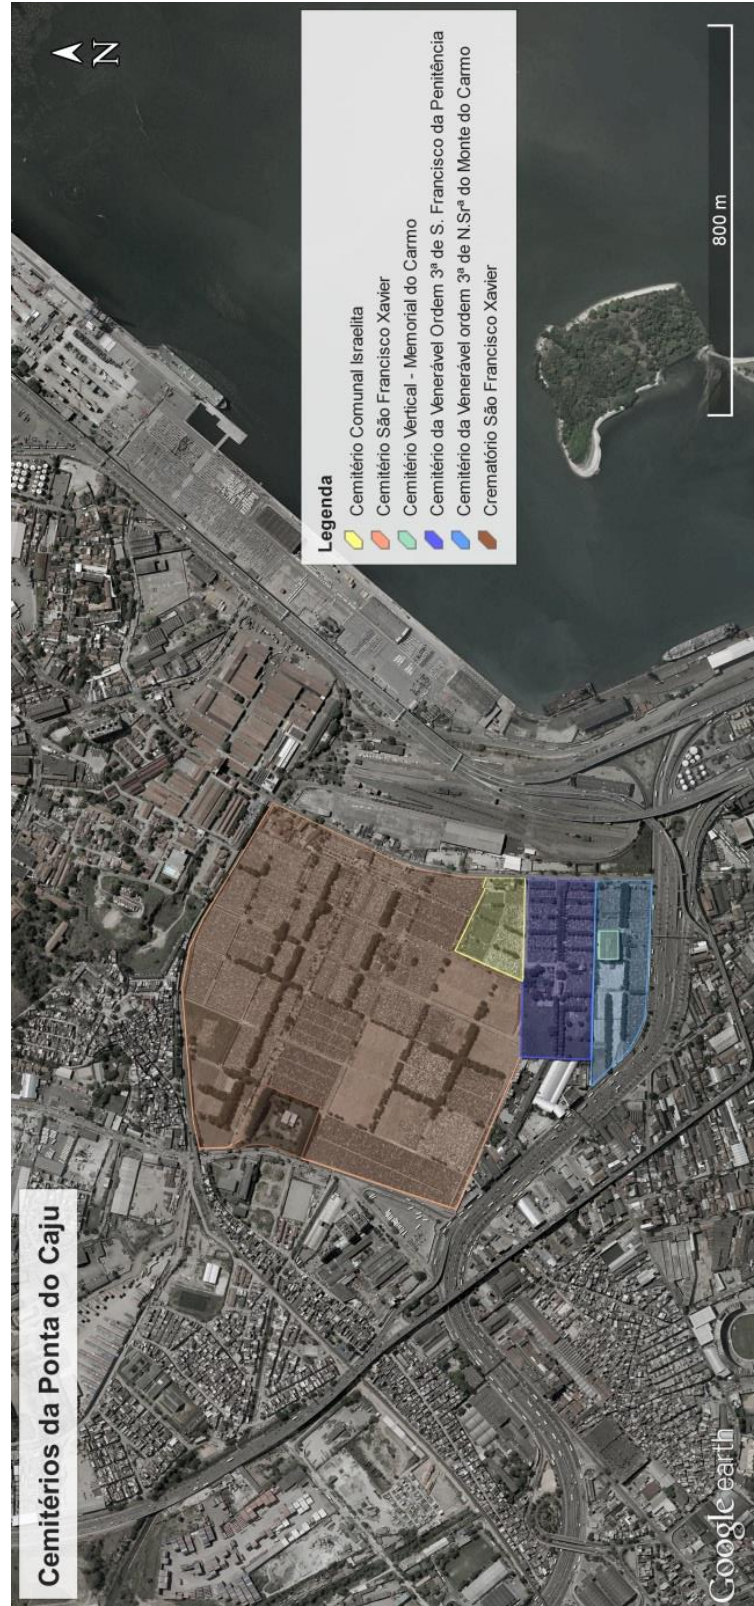 Cemitérios da Ponta do Caju
N
Legenda
Cemitério Comunal Israelita
Cemitério São Francisco Xavier
Cemitério Vertical - Memorial do Carmo
Cemitério da Venerável Ordem 3ª de S. Francisco da Penitência
Cemitério da Venerável ordem 3ª de N.Srª do Monte do Carmo
Crematório São Francisco Xavier
Google earth
800 m